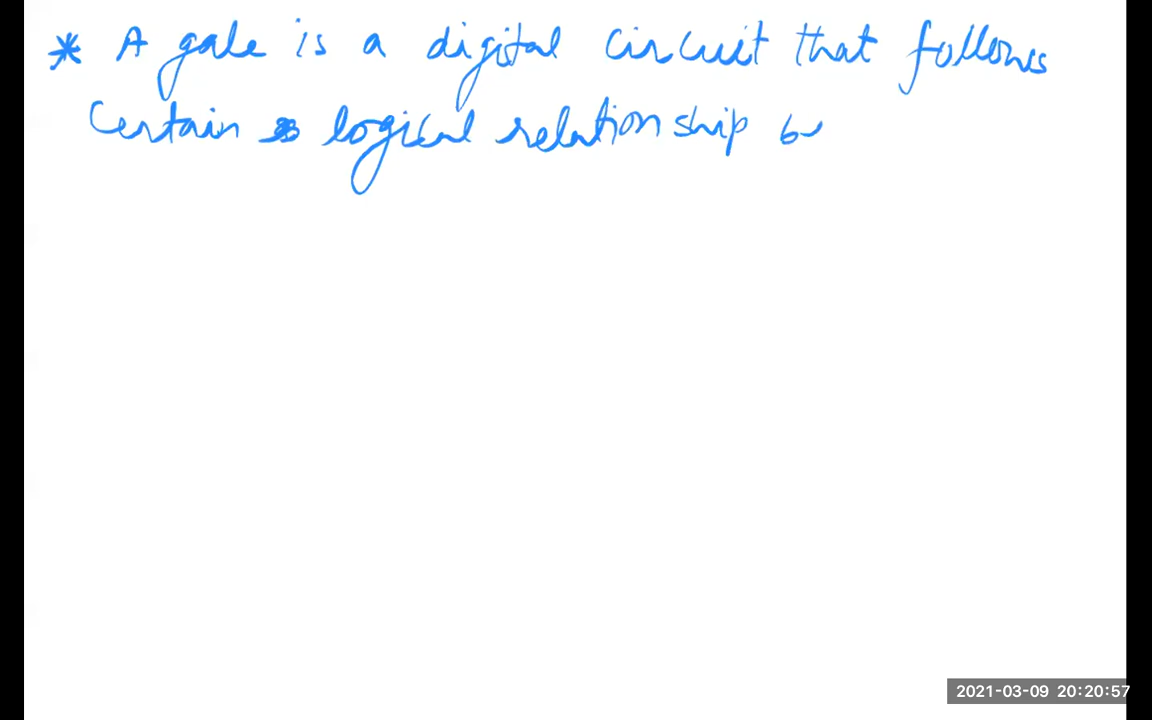 * A gate is a digital circuit that follows
Certain logical relationship
2021-03-09 20:20:57